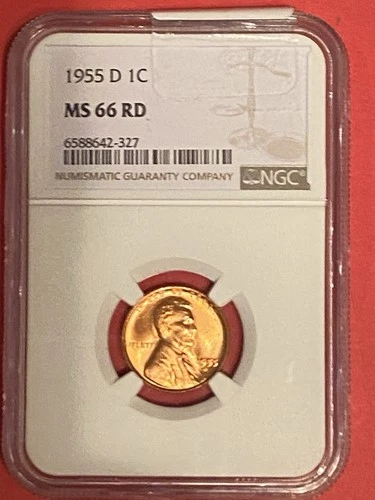 1955 D 1C
MS 66 RD
6588642-327
NUMISMATIC GUARANTY COMPANY NGC®
LIBERTY
1955
D